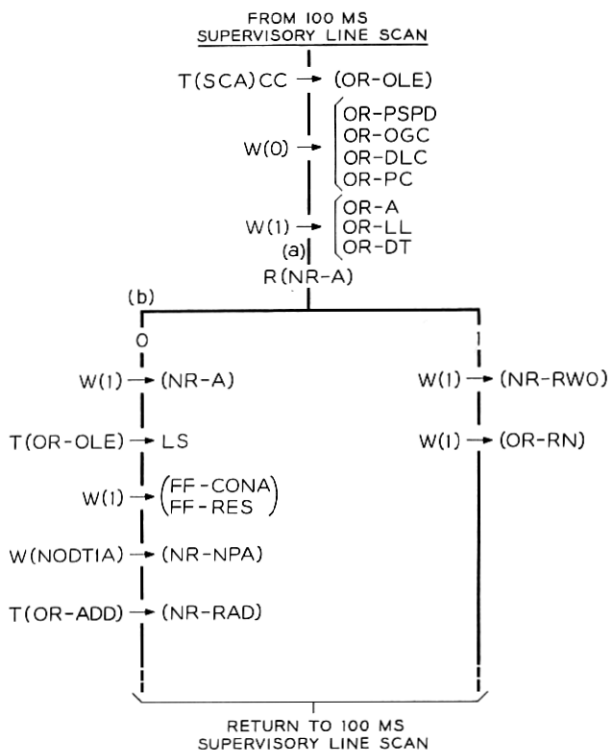 FROM 100 MS
SUPERVISORY LINE SCAN
T(SCA)CC → (OR-OLE)
W(0) → OR-PSPD
OR-OGC
OR-DLC
OR-PC
W(1) → OR-A
OR-LL
OR-DT
(a)
R(NR-A)
(b)
0
1
W(1) → (NR-A)
W(1) → (NR-RWO)
T(OR-OLE) → LS
W(1) → (OR-RN)
W(1) → (FF-CONA
FF-RES)
W(NODTIA) → (NR-NPA)
T(OR-ADD) → (NR-RAD)
RETURN TO 100 MS
SUPERVISORY LINE SCAN